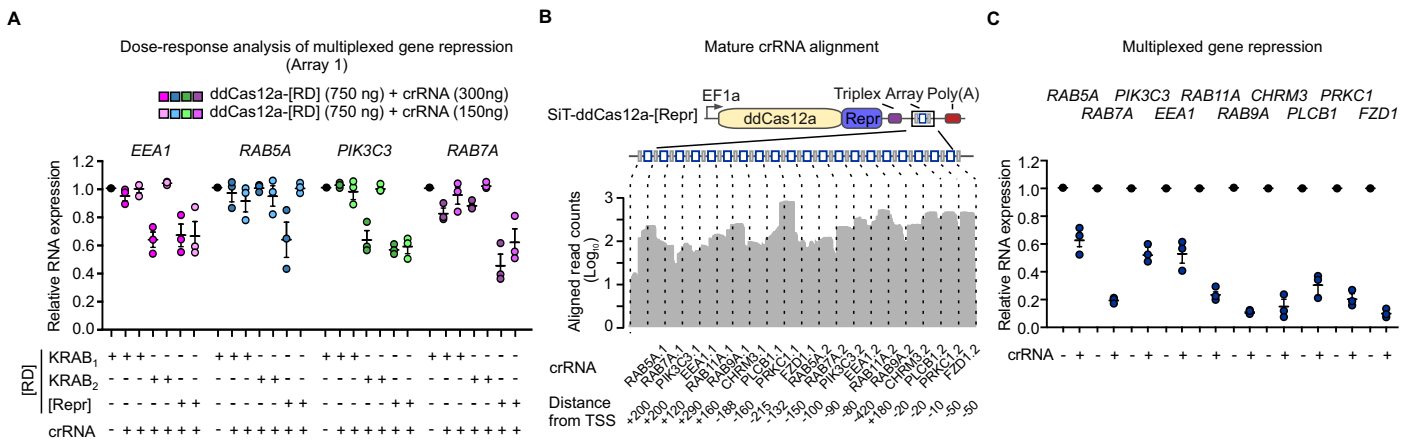 A
Dose-response analysis of multiplexed gene repression
(Array 1)
ddCas12a-[RD] (750 ng) + crRNA (300ng)
ddCas12a-[RD] (750 ng) + crRNA (150ng)
EEA1 RAB5A PIK3C3 RAB7A
Relative RNA expression
1.2
1.0
0.8
0.6
0.4
0.2
0.0
[RD]
KRAB1 + + + - - - - + + + - - - - + + + - - - - + + + - - - -
KRAB2 - - - + + - - - - - + + - - - - - + + - - - - - + + - -
[Repr] - - - - - + + - - - - - + + - - - - - + + - - - - - + +
crRNA - + + + + + + - + + + + + + - + + + + + + - + + + + + +
B
Mature crRNA alignment
EF1a Triplex Array Poly(A)
SiT-ddCas12a-[Repr] ddCas12a Repr
Aligned read counts
(Log10)
3
2
1
0
crRNA RAB5A.1 RAB7A.1 PIK3C3.1 EEA1.1 RAB11A.1 RAB9A.1 CHRM3.1 PLCB1.1 PRKC1.1 FZD1.1 RAB5A.2 RAB7A.2 PIK3C3.2 EEA1.2 RAB11A.2 RAB9A.2 CHRM3.2 PLCB1.2 PRKC1.2 FZD1.2
Distance
from TSS +200 +200 +120 +290 +160 -188 -160 -215 -132 -150 -100 -90 -80 -420 +180 -20 -20 -10 -50 -50
C
Multiplexed gene repression
RAB5A PIK3C3 RAB11A CHRM3 PRKC1
RAB7A EEA1 RAB9A PLCB1 FZD1
Relative RNA expression
1.2
1.0
0.8
0.6
0.4
0.2
0.0
crRNA - + - + - + - + - + - + - + - + - + - +